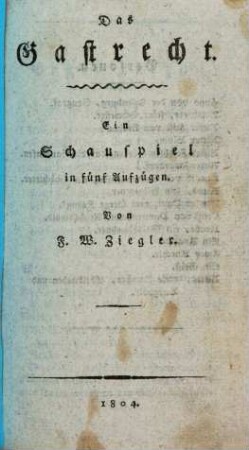 Das
Gastrecht.
Ein
Schauspiel
in fünf Aufzügen.
Von
F. W. Ziegler.
1804.